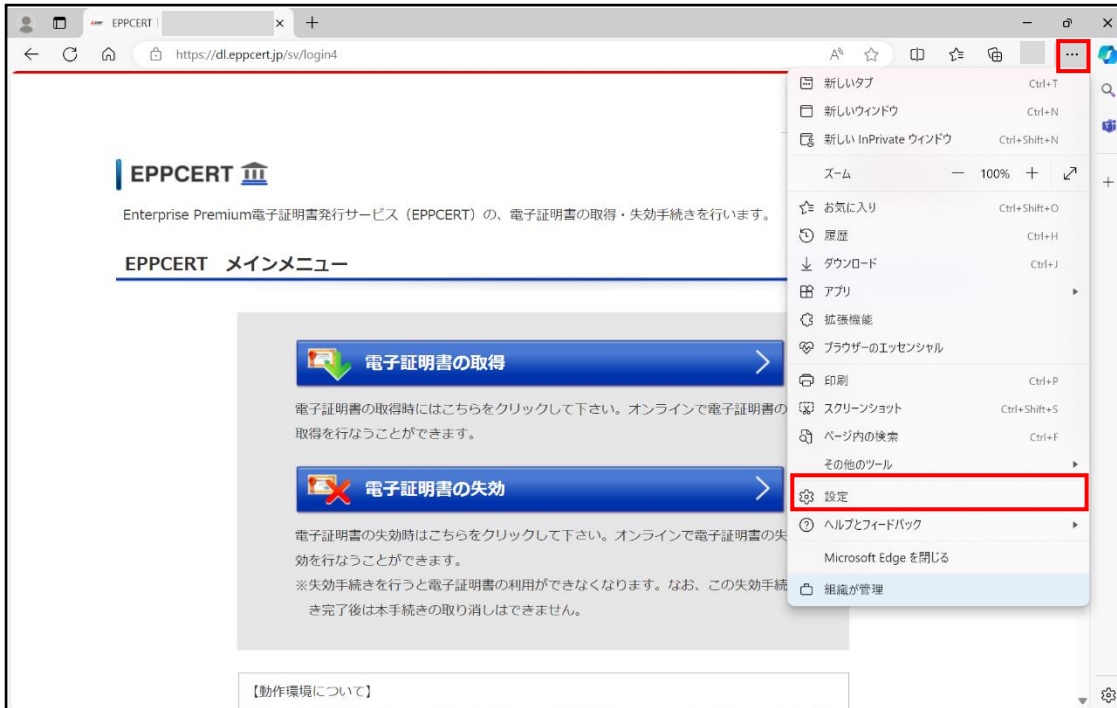 EPPCERT |
https://dl.eppcert.jp/sv/login4
新しいタブ Ctrl+T
新しいウィンドウ Ctrl+N
新しい InPrivate ウィンドウ Ctrl+Shift+N
ズーム — 100% +
お気に入り Ctrl+Shift+O
履歴 Ctrl+H
ダウンロード Ctrl+J
アプリ
拡張機能
ブラウザーのエッセンシャル
印刷 Ctrl+P
スクリーンショット Ctrl+Shift+S
ページ内の検索 Ctrl+F
その他のツール
設定
ヘルプとフィードバック
Microsoft Edge を閉じる
組織が管理
EPPCERT
Enterprise Premium電子証明書発行サービス（EPPCERT）の、電子証明書の取得・失効手続きを行います。
EPPCERT メインメニュー
電子証明書の取得
電子証明書の取得時にはこちらをクリックして下さい。オンラインで電子証明書の
取得を行なうことができます。
電子証明書の失効
電子証明書の失効時はこちらをクリックして下さい。オンラインで電子証明書の失
効を行なうことができます。
※失効手続きを行うと電子証明書の利用ができなくなります。なお、この失効手続
き完了後は本手続きの取り消しはできません。
【動作環境について】